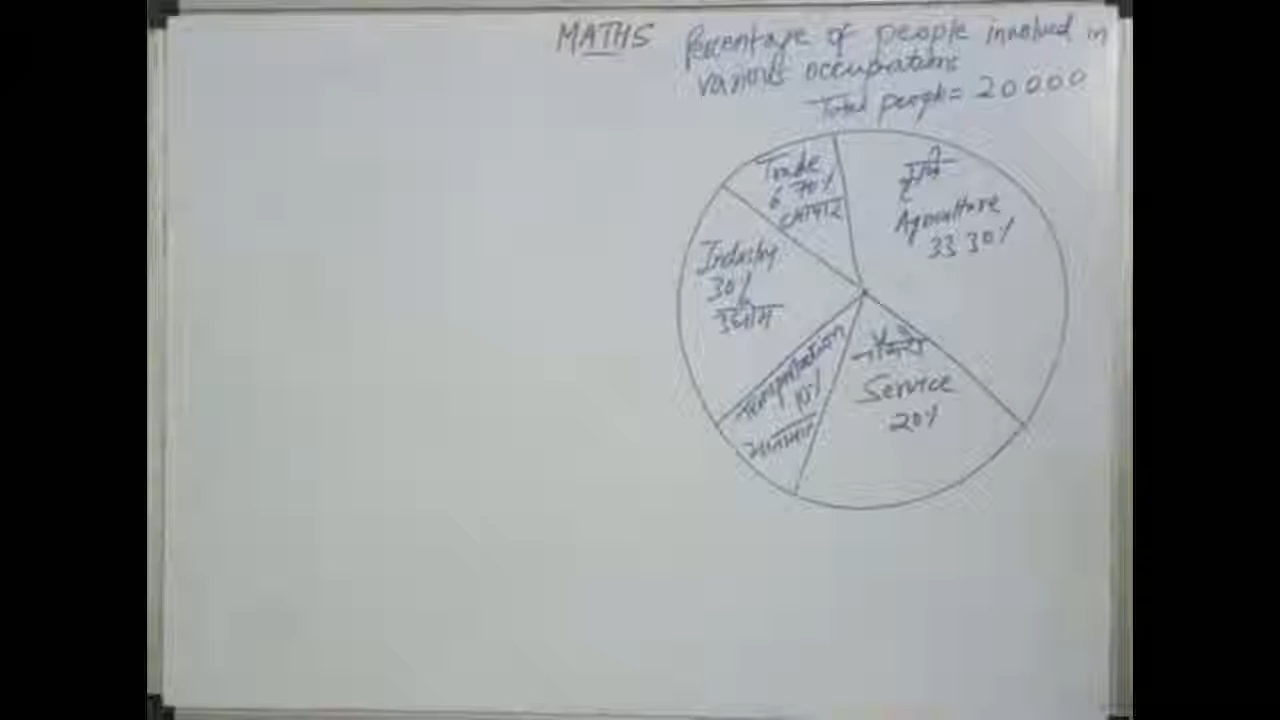 MATHS Percentage of people involved in
various occupations
Total people = 20000
Trade
6 70%
व्यापार
कृषि
Agriculture
33 30%
Industry
30%
उद्योग
Transportation
10%
यातायात
नौकरी
Service
20%